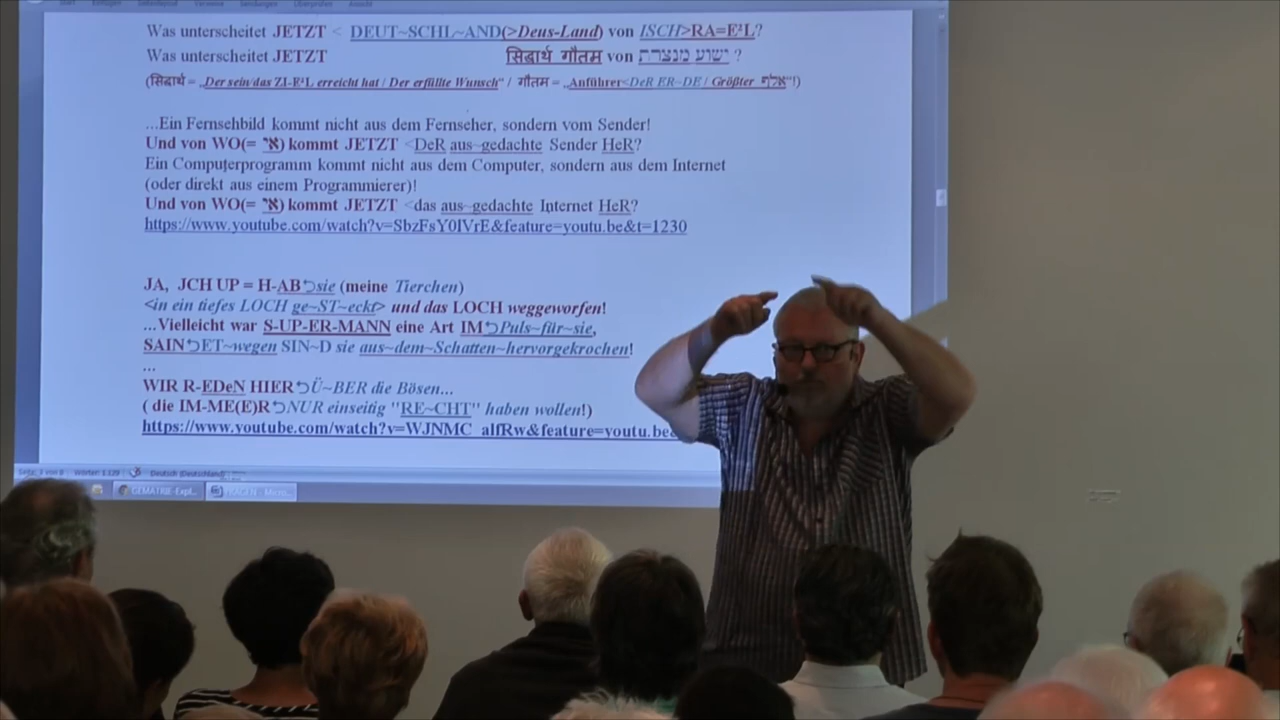 Was unterscheidet JETZT < DEUT~SCHL~AND(>Deus-Land) von ISCH>RA=E²L?
Was unterscheidet JETZT सिद्धार्थ गौतम von ישוע מנצרת ?
(सिद्धार्थ = „Der sein/das ZI-E²L erreicht hat / Der erfüllte Wunsch“ / गौतम = „Anführer<DeR ER~DE / Größter אלף“!)
...Ein Fernsehbild kommt nicht aus dem Fernseher, sondern vom Sender!
Und von WO(= אי) kommt JETZT <DeR aus~gedachte Sender HeR?
Ein Computerprogramm kommt nicht aus dem Computer, sondern aus dem Internet
(oder direkt aus einem Programmierer)!
Und von WO(= אי) kommt JETZT <das aus~gedachte Internet HeR?
https://www.youtube.com/watch?v=SbzFsY0IVrE&feature=youtu.be&t=1230
JA, JCH UP = H-AB⊃sie (meine Tierchen)
<in ein tiefes LOCH ge~ST~eckt> und das LOCH weggeworfen!
...Vielleicht war S-UP-ER-MANN eine Art IM⊃Puls~für~sie,
SAIN⊃ET~wegen SIN~D sie aus~dem~Schatten~hervorgekrochen!
...
WIR R-EDeN HIER⊃Ü~BER die Bösen...
( die IM-ME(E)R⊃NUR einseitig "RE~CHT" haben wollen!)
https://www.youtube.com/watch?v=WJNMC_alfRw&feature=youtu.be
Deutsch (Deutschland)
GEMATRIE-Expl...